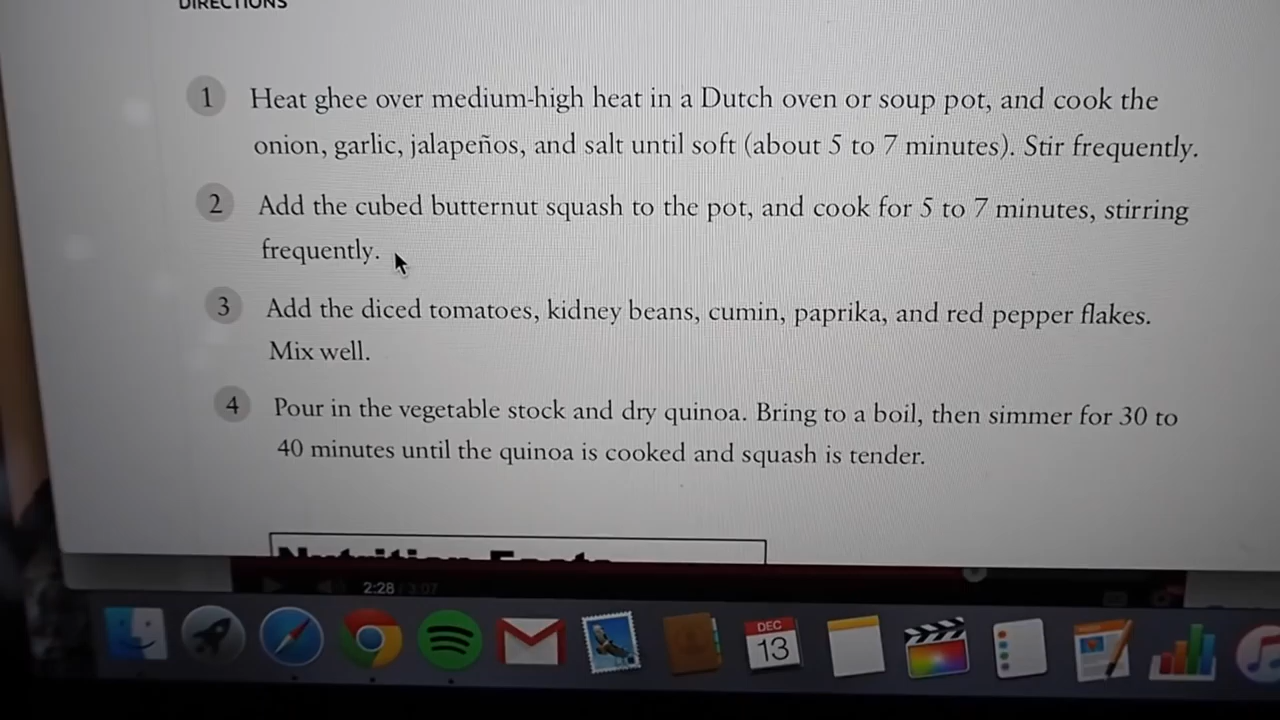 DIRECTIONS
1 Heat ghee over medium-high heat in a Dutch oven or soup pot, and cook the
onion, garlic, jalapeños, and salt until soft (about 5 to 7 minutes). Stir frequently.
2 Add the cubed butternut squash to the pot, and cook for 5 to 7 minutes, stirring
frequently.
3 Add the diced tomatoes, kidney beans, cumin, paprika, and red pepper flakes.
Mix well.
4 Pour in the vegetable stock and dry quinoa. Bring to a boil, then simmer for 30 to
40 minutes until the quinoa is cooked and squash is tender.
Nutrition Facts
2:28 / 3:07
DEC
13